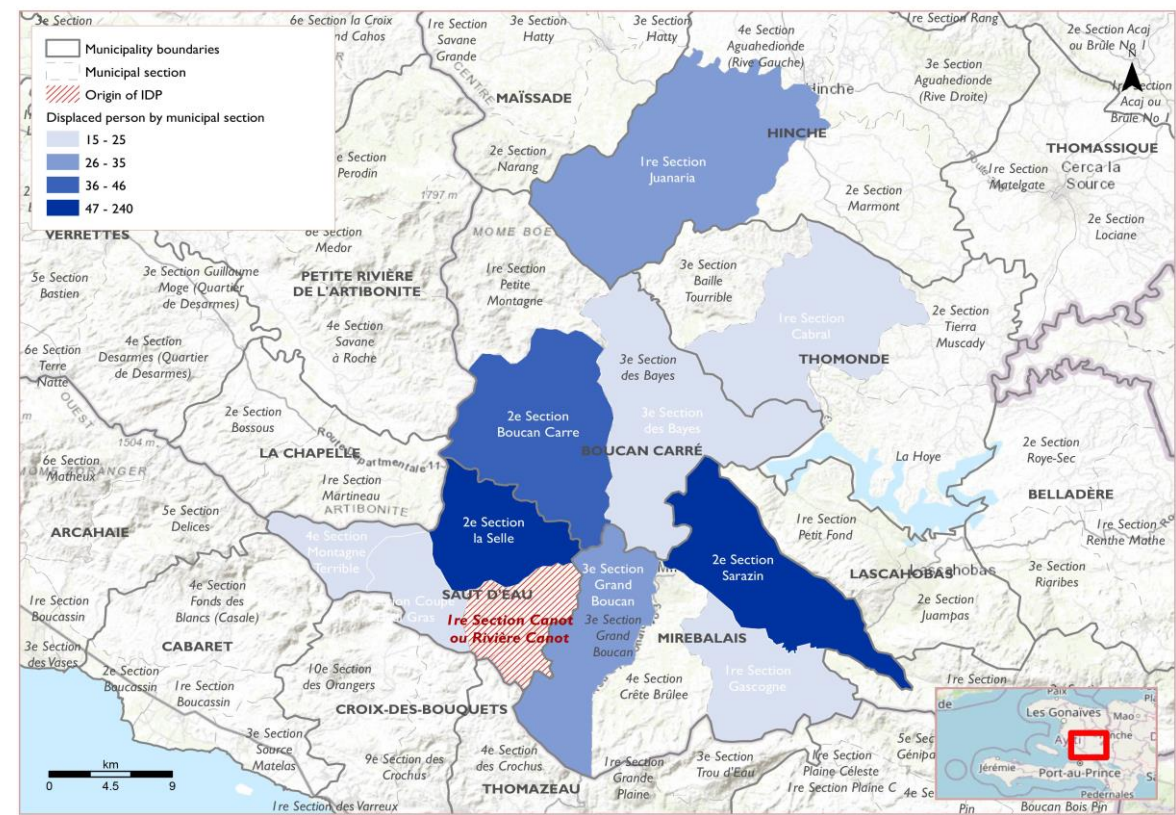 Municipality boundaries
Municipal section
Origin of IDP
Displaced person by municipal section
15 - 25
26 - 35
36 - 46
47 - 240
3e Section
6e Section la Croix
1re Section
Savane
Grande
3e Section
Hatty
3e Section
Hatty
4e Section
Aguahedionde
(Rive Gauche)
1re Section Rang
2e Section Acaj
ou Brûle No 1
N
3e Section
Aguahedionde
(Rive Droite)
Acaj ou
Brûle No 1
CENTRE
MAÏSSADE
Hinche
HINCHE
THOMASSIQUE
Cerca la
Source
1re Section
Matelgate
2e Section
Narang
1re Section
Juanaria
Perodin
1797 m
2e Section
Marmont
2e Section
Lociane
VERRETTES
6e Section
Medor
5e Section
Bastien
3e Section Guillaume
Moge (Quartier
de Desarmes)
PETITE RIVIÈRE
DE L'ARTIBONITE
1re Section
Petite
Montagne
3e Section
Baille
Tourrible
1re Section
Cabral
2e Section
Tierra
Muscady
THOMONDE
4e Section
Savane
à Roche
6e Section
Terre
Natte
4e Section
Desarmes (Quartier
de Desarmes)
3e Section
des Bayes
3e Section
des Bayes
2e Section
Boucan Carre
BOUCAN CARRÉ
OUEST
2e Section
Bossous
1504 m
LA CHAPELLE
6e Section
Matheux
1re Section
Martineau
ARTIBONITE
La Hoye
2e Section
Roye-Sec
BELLADÈRE
ARCAHAIE
5e Section
Delices
2e Section
la Selle
1re Section
Petit Fond
1re Section
Renthe Mathe
4e Section
Montagne
Terrible
3e Section
Grand
Boucan
2e Section
Sarazin
LASCAHOBAS
Lascahobas
3e Section
Riaribes
4e Section
Fonds des
Blancs (Casale)
SAUT D'EAU
1re Section Canot
ou Rivière Canot
3e Section
Grand
Boucan
2e Section
Juampas
1re Section
Boucassin
CABARET
MIREBALAIS
3e Section
des Vases
2e Section
Boucassin
1re Section
Boucassin
10e Section
des Orangers
4e Section
Crête Brûlee
1re Section
Gascogne
CROIX-DES-BOUQUETS
3e Section
Source
Matelas
9e Section des
Crochus
4e Section
des Crochus
THOMAZEAU
1re Section
Grande
Plaine
3e Section
Trou d'Eau
1re Section
Plaine Céleste
1re Section Plaine C
1re Section des Varreux
km
0 4.5 9
Les Gonaïves
Mao
Jérémie
Port-au-Prince
Pedernales
Boucan Bois Pin